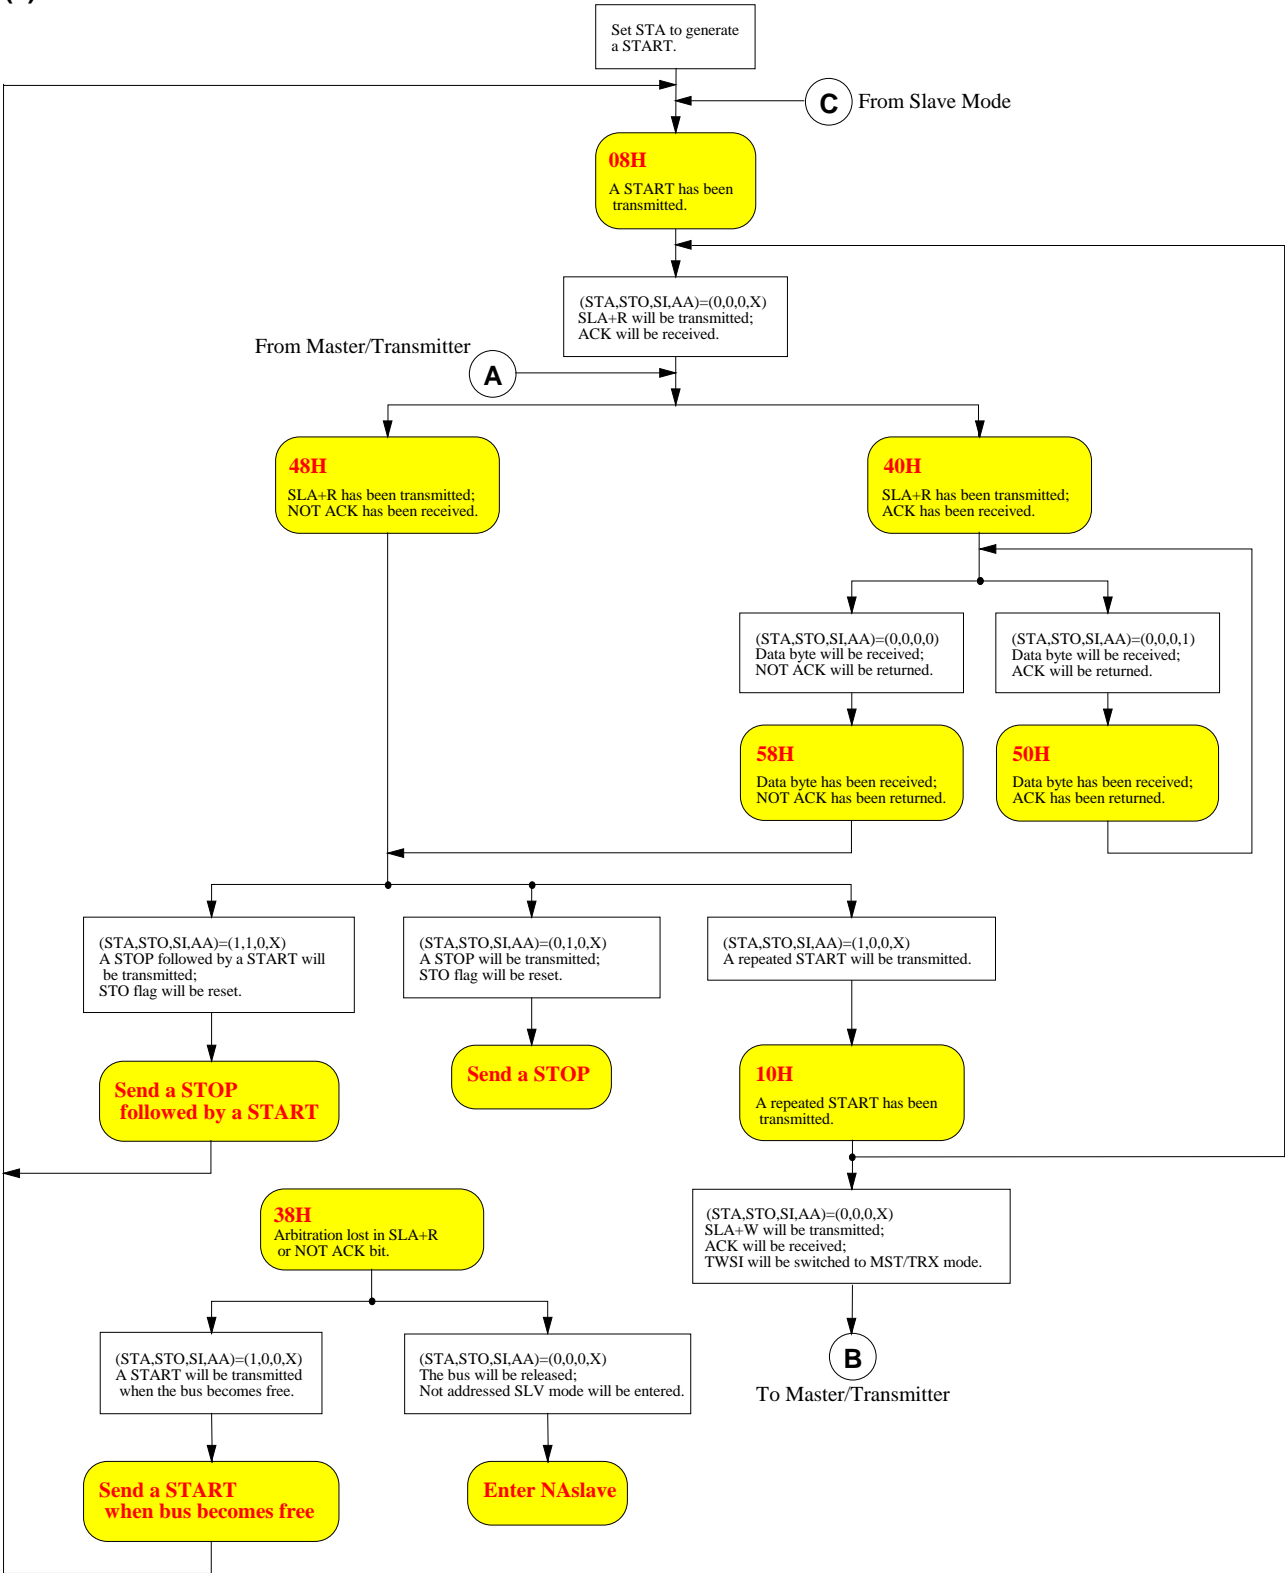 Set STA to generate
a START.
C
From Slave Mode
08H
A START has been
transmitted.
(STA,STO,SI,AA)=(0,0,0,X)
SLA+R will be transmitted;
ACK will be received.
From Master/Transmitter
A
48H
SLA+R has been transmitted;
NOT ACK has been received.
40H
SLA+R has been transmitted;
ACK has been received.
(STA,STO,SI,AA)=(0,0,0,0)
Data byte will be received;
NOT ACK will be returned.
(STA,STO,SI,AA)=(0,0,0,1)
Data byte will be received;
ACK will be returned.
58H
Data byte has been received;
NOT ACK has been returned.
50H
Data byte has been received;
ACK has been returned.
(STA,STO,SI,AA)=(1,1,0,X)
A STOP followed by a START will
be transmitted;
STO flag will be reset.
(STA,STO,SI,AA)=(0,1,0,X)
A STOP will be transmitted;
STO flag will be reset.
(STA,STO,SI,AA)=(1,0,0,X)
A repeated START will be transmitted.
Send a STOP
followed by a START
Send a STOP
10H
A repeated START has been
transmitted.
38H
Arbitration lost in SLA+R
or NOT ACK bit.
(STA,STO,SI,AA)=(0,0,0,X)
SLA+W will be transmitted;
ACK will be received;
TWSI will be switched to MST/TRX mode.
(STA,STO,SI,AA)=(1,0,0,X)
A START will be transmitted
when the bus becomes free.
(STA,STO,SI,AA)=(0,0,0,X)
The bus will be released;
Not addressed SLV mode will be entered.
B
To Master/Transmitter
Send a START
when bus becomes free
Enter NAslave